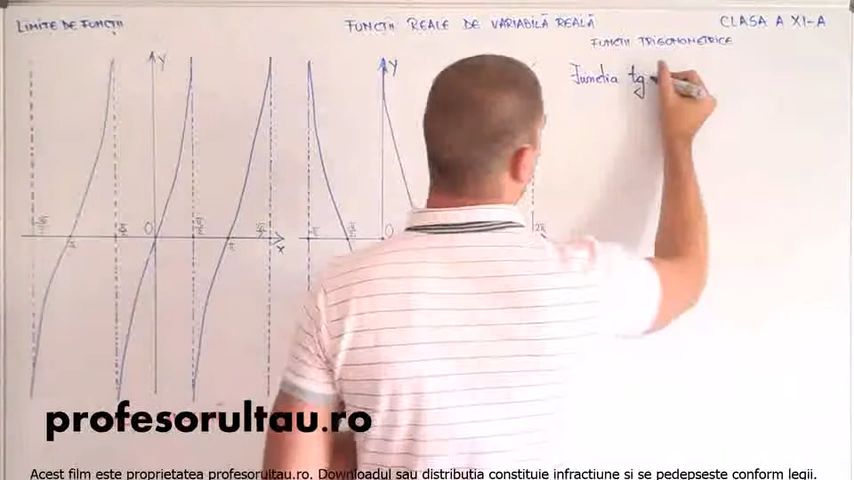 LIMITE DE FUNCȚII
FUNCȚII REALE DE VARIABILĂ REALĂ
CLASA A XI-A
FUNCȚII TRIGONOMETRICE
Funcția tg
y
y
0
x
0
2π
profesorultau.ro
Acest film este proprietatea profesorultau.ro. Downloadul sau distributia constituie infractiune si se pedepseste conform legii.